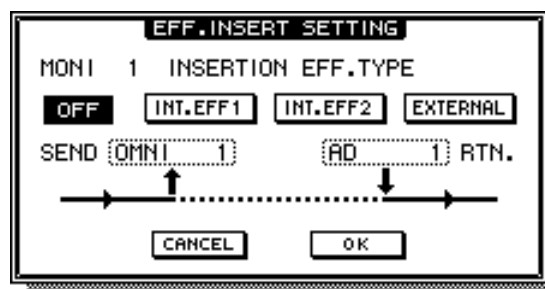 EFF.INSERT SETTING
MONI 1 INSERTION EFF.TYPE
OFF INT.EFF1 INT.EFF2 EXTERNAL
SEND OMNI 1 AD 1 RTN.
CANCEL OK